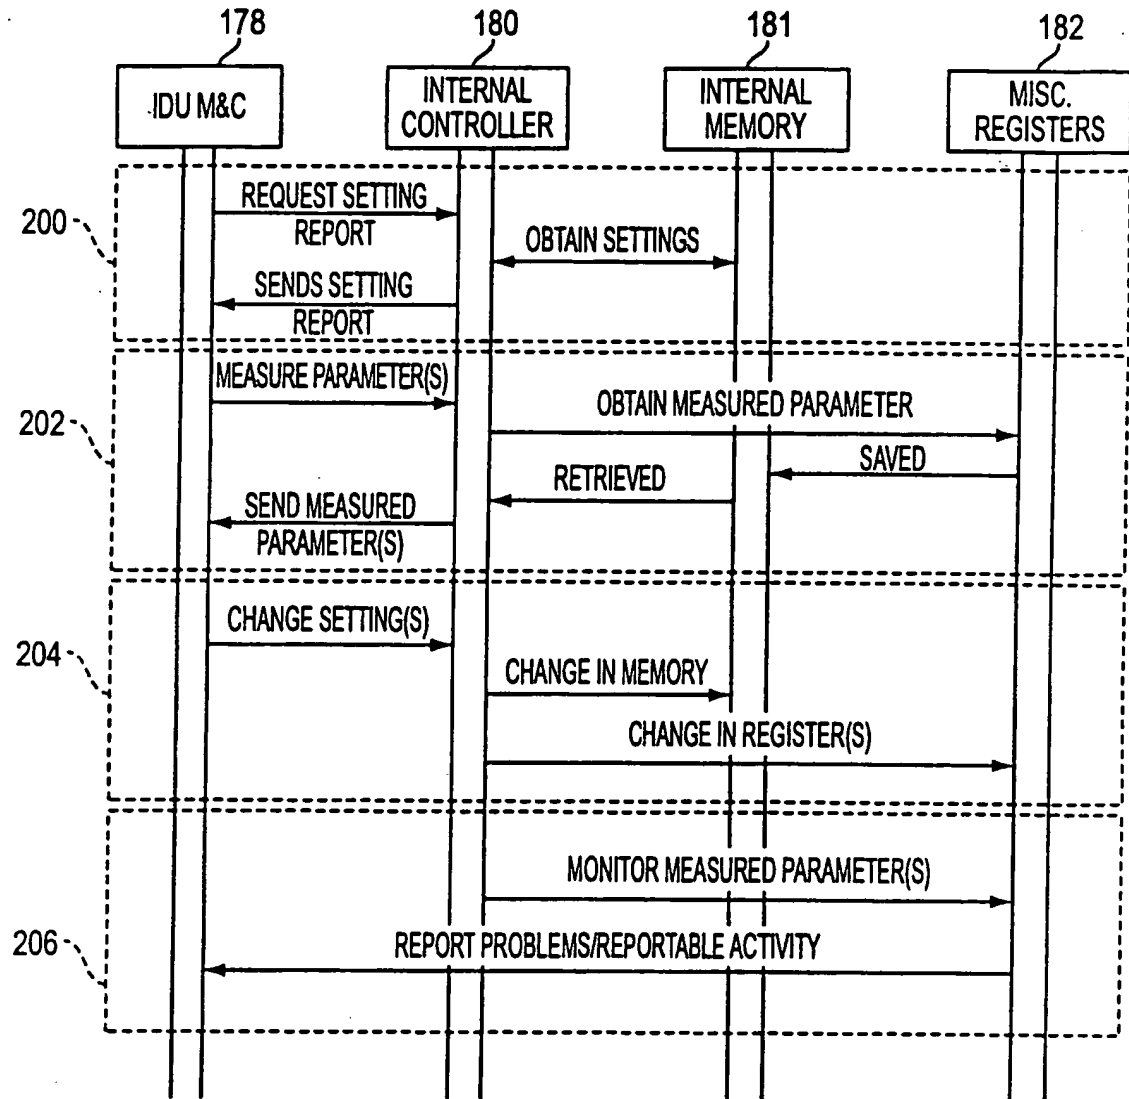 178
180
181
182
IDU M&C
INTERNAL
CONTROLLER
INTERNAL
MEMORY
MISC.
REGISTERS
200
REQUEST SETTING
REPORT
OBTAIN SETTINGS
SENDS SETTING
REPORT
202
MEASURE PARAMETER(S)
OBTAIN MEASURED PARAMETER
SAVED
RETRIEVED
SEND MEASURED
PARAMETER(S)
204
CHANGE SETTING(S)
CHANGE IN MEMORY
CHANGE IN REGISTER(S)
206
MONITOR MEASURED PARAMETER(S)
REPORT PROBLEMS/REPORTABLE ACTIVITY